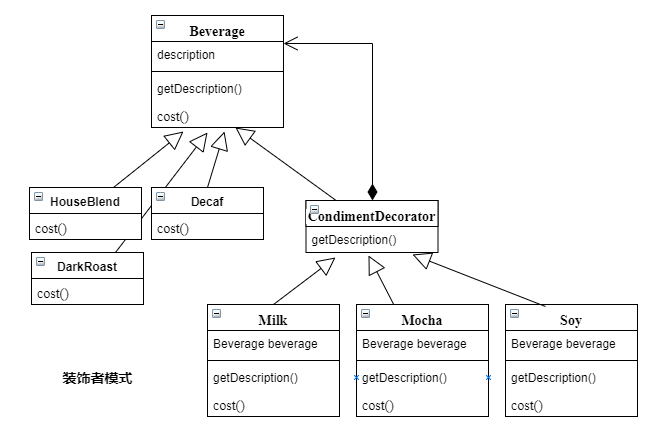 Beverage
description
getDescription()
cost()
HouseBlend
cost()
Decaf
cost()
CondimentDecorator
getDescription()
DarkRoast
cost()
Milk
Beverage beverage
getDescription()
cost()
Mocha
Beverage beverage
getDescription()
cost()
Soy
Beverage beverage
getDescription()
cost()
装饰者模式